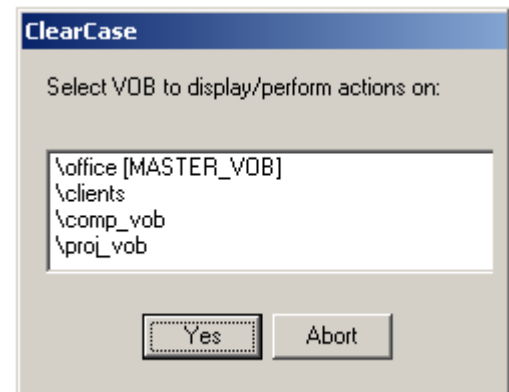 ClearCase
Select VOB to display/perform actions on:
\office [MASTER_VOB]
\clients
\comp_vob
\proj_vob
Yes
Abort